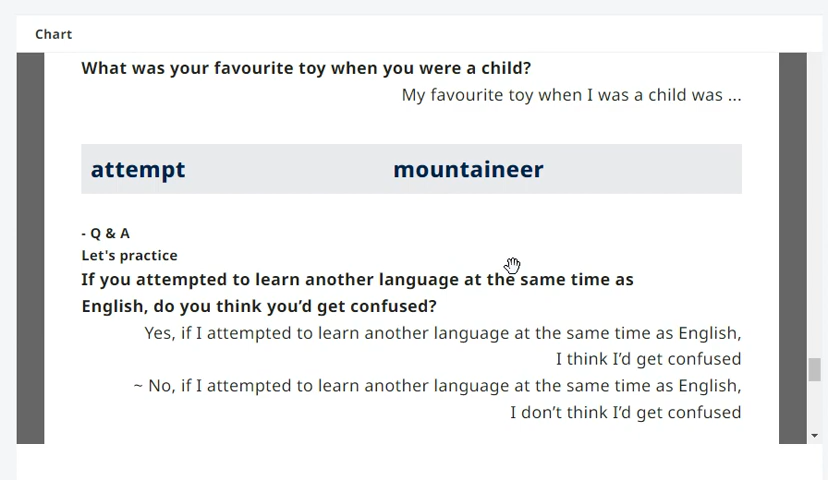 Chart
What was your favourite toy when you were a child?
My favourite toy when I was a child was ...
attempt mountaineer
- Q & A
Let's practice
If you attempted to learn another language at the same time as
English, do you think you’d get confused?
Yes, if I attempted to learn another language at the same time as English,
I think I’d get confused
~ No, if I attempted to learn another language at the same time as English,
I don’t think I’d get confused